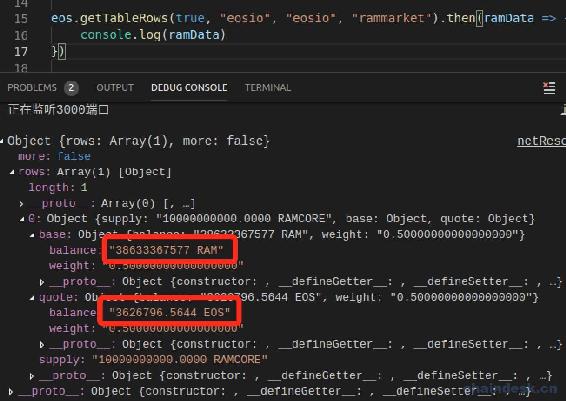 14
15 eos.getTableRows(true, "eosio", "eosio", "rammarket").then(ramData => {
16 console.log(ramData)
17 })
18
PROBLEMS 2 OUTPUT DEBUG CONSOLE TERMINAL
正在监听3000端口
Object {rows: Array(1), more: false} netReso
more: false
rows: Array(1) [Object]
length: 1
__proto__: Array(0) [, …]
0: Object {supply: "10000000000.0000 RAMCORE", base: Object, quote: Object}
base: Object {balance: "38633367577 RAM", weight: "0.50000000000000000"}
balance: "38633367577 RAM"
weight: "0.50000000000000000"
__proto__: Object {constructor: , __defineGetter__: , __defineSetter__: , …}
quote: Object {balance: "3626796.5644 EOS", weight: "0.50000000000000000"}
balance: "3626796.5644 EOS"
weight: "0.50000000000000000"
__proto__: Object {constructor: , __defineGetter__: , __defineSetter__: , …}
supply: "10000000000.0000 RAMCORE"
__proto__: Object {constructor: , __defineGetter__: , __defineSetter__: , …}
__proto__: Object {constructor: , __defineGetter__: , __defineSetter__: , …}
chaindesk.cn